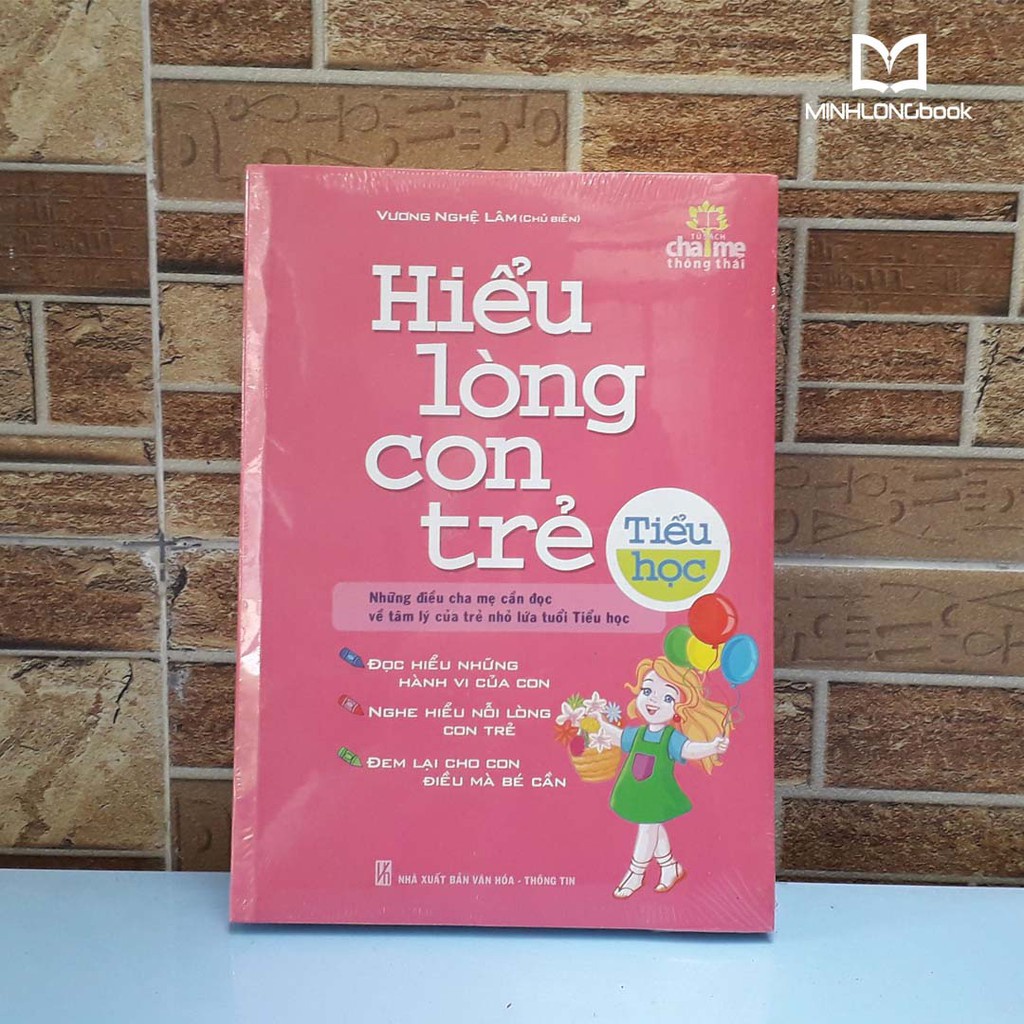 MINHLONGbook
VƯƠNG NGHỆ LÂM (CHỦ BIÊN)
TỦ SÁCH
cha mẹ
thông thái
Hiểu
lòng
con
trẻ
Tiểu
học
Những điều cha mẹ cần đọc
về tâm lý của trẻ nhỏ lứa tuổi Tiểu học
ĐỌC HIỂU NHỮNG
HÀNH VI CỦA CON
NGHE HIỂU NỖI LÒNG
CON TRẺ
ĐEM LẠI CHO CON
ĐIỀU MÀ BÉ CẦN
NHÀ XUẤT BẢN VĂN HÓA - THÔNG TIN